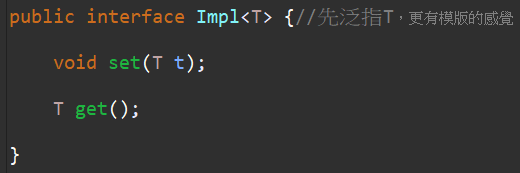 public interface Impl<T> {//先泛指T，更有模版的感覺
void set(T t);
T get();
}